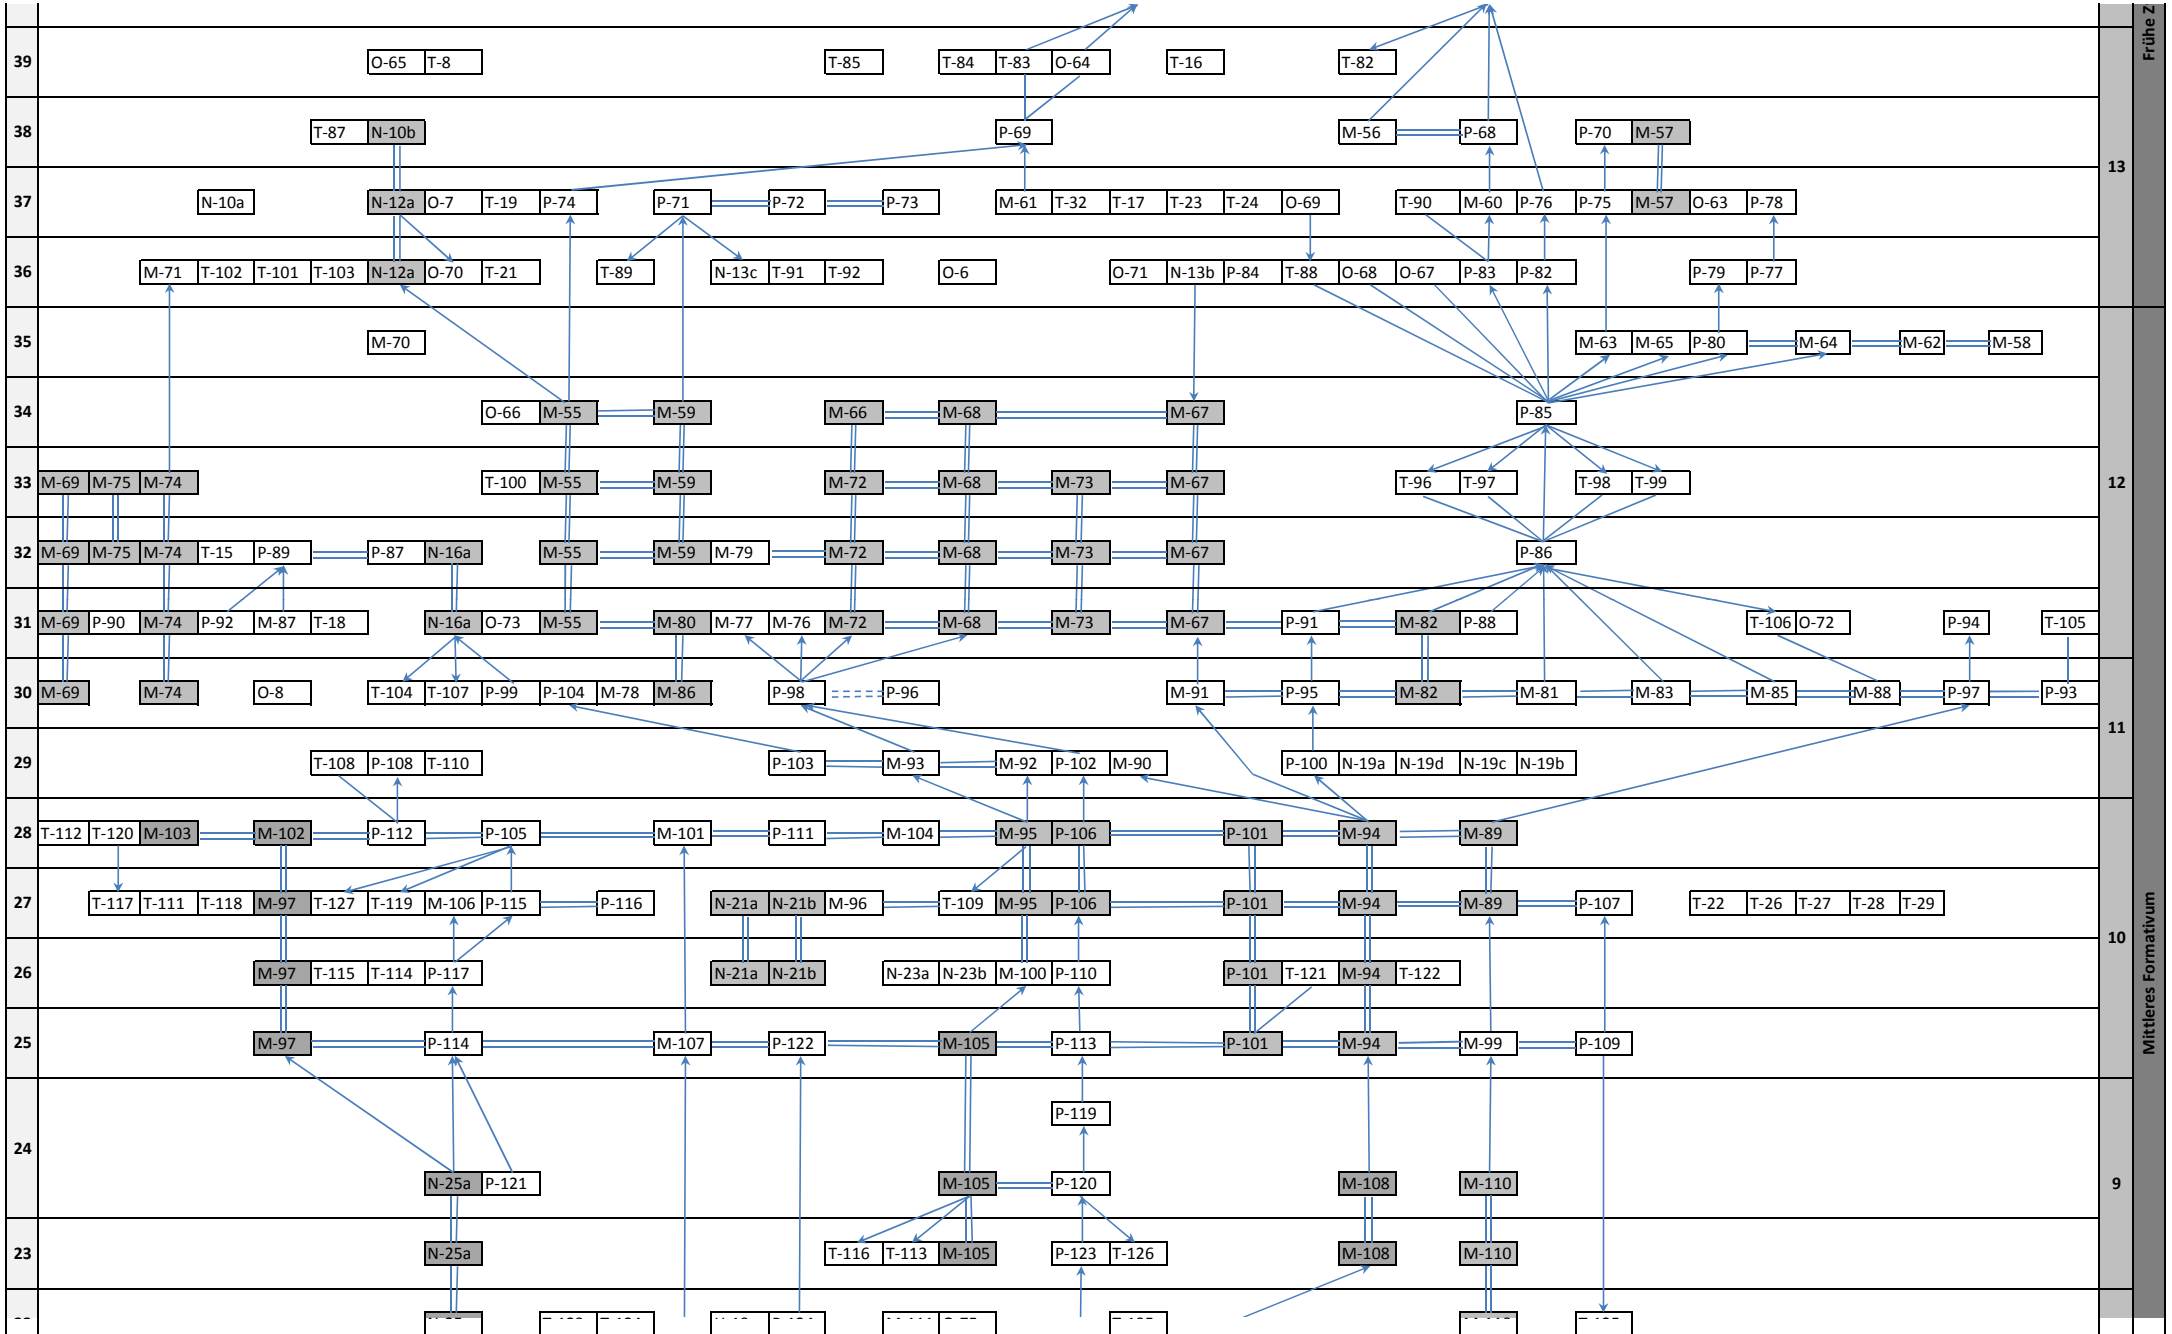 Frühe Z
39 O-65 T-8 T-85 T-84 T-83 O-64 T-16 T-82
38 T-87 N-10b P-69 M-56 P-68 P-70 M-57
13
37 N-10a N-12a O-7 T-19 P-74 P-71 P-72 P-73 M-61 T-32 T-17 T-23 T-24 O-69 T-90 M-60 P-76 P-75 M-57 O-63 P-78
36 M-71 T-102 T-101 T-103 N-12a O-70 T-21 T-89 N-13c T-91 T-92 O-6 O-71 N-13b P-84 T-88 O-68 O-67 P-83 P-82 P-79 P-77
35 M-70 M-63 M-65 P-80 M-64 M-62 M-58
34 O-66 M-55 M-59 M-66 M-68 M-67 P-85
33 M-69 M-75 M-74 T-100 M-55 M-59 M-72 M-68 M-73 M-67 T-96 T-97 T-98 T-99 12
32 M-69 M-75 M-74 T-15 P-89 P-87 N-16a M-55 M-59 M-79 M-72 M-68 M-73 M-67 P-86
31 M-69 P-90 M-74 P-92 M-87 T-18 N-16a O-73 M-55 M-80 M-77 M-76 M-72 M-68 M-73 M-67 P-91 M-82 P-88 T-106 O-72 P-94 T-105
30 M-69 M-74 O-8 T-104 T-107 P-99 P-104 M-78 M-86 P-98 P-96 M-91 P-95 M-82 M-81 M-83 M-85 M-88 P-97 P-93
11
29 T-108 P-108 T-110 P-103 M-93 M-92 P-102 M-90 P-100 N-19a N-19d N-19c N-19b
28 T-112 T-120 M-103 M-102 P-112 P-105 M-101 P-111 M-104 M-95 P-106 P-101 M-94 M-89
27 T-117 T-111 T-118 M-97 T-127 T-119 M-106 P-115 P-116 N-21a N-21b M-96 T-109 M-95 P-106 P-101 M-94 M-89 P-107 T-22 T-26 T-27 T-28 T-29
10
Mittleres Formativum
26 M-97 T-115 T-114 P-117 N-21a N-21b N-23a N-23b M-100 P-110 P-101 T-121 M-94 T-122
25 M-97 P-114 M-107 P-122 M-105 P-113 P-101 M-94 M-99 P-109
P-119
24
N-25a P-121 M-105 P-120 M-108 M-110 9
23 N-25a T-116 T-113 M-105 P-123 T-126 M-108 M-110